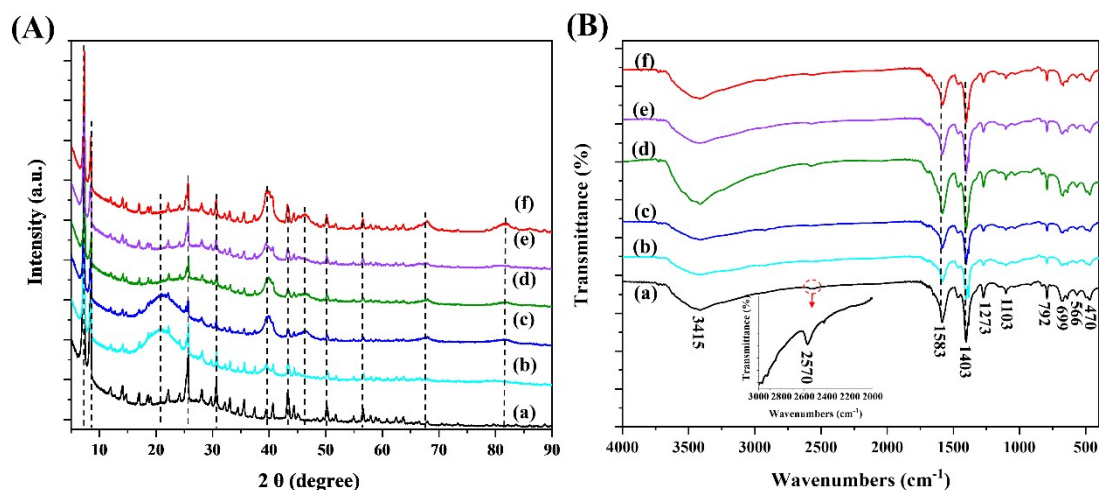 (A)
Intensity (a.u.)
(f)
(e)
(d)
(c)
(b)
(a)
10 20 30 40 50 60 70 80 90
2 θ (degree)
(B)
Transmittance (%)
(f)
(e)
(d)
(c)
(b)
(a)
3415
1583
1403
1273
1103
792
699
566
470
Transmittance (%)
2570
3000 2800 2600 2400 2200 2000
Wavenumbers (cm⁻¹)
4000 3500 3000 2500 2000 1500 1000 500
Wavenumbers (cm⁻¹)